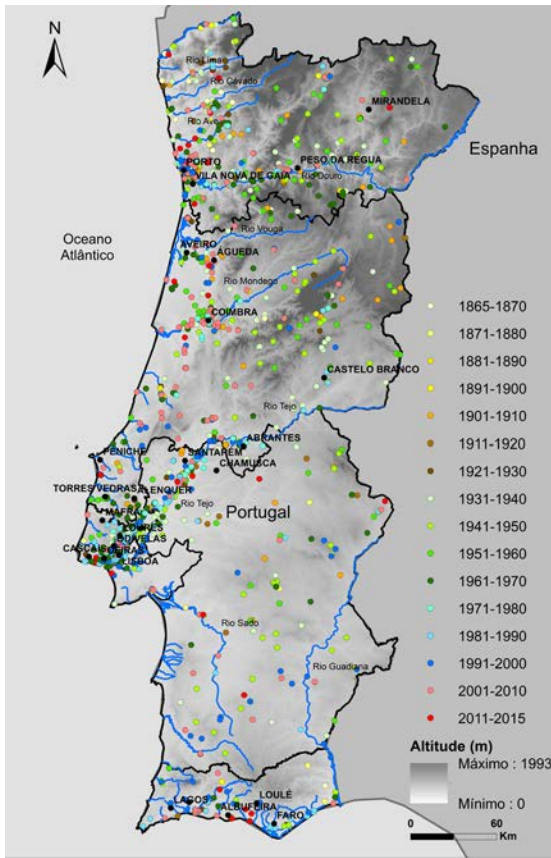 N
Rio Lima
Rio Cávado
MIRANDELA
Rio Ave
Espanha
PORTO
PESO DA REGUA
VILA NOVA DE GAIA
Rio Douro
Rio Vouga
Oceano
Atlântico
AVEIRO
ÁGUEDA
Rio Mondego
COIMBRA
CASTELO BRANCO
Rio Tejo
ABRANTES
PENICHE
SANTAREM
CHAMUSCA
TORRES VEDRAS
ALENQUER
Rio Tejo
MAFRA
Portugal
LOURES
ODIVELAS
CASCAIS
OEIRAS
LISBOA
Rio Sado
Rio Guadiana
LAGOS
LOULÉ
ALBUFEIRA
FARO
1865-1870
1871-1880
1881-1890
1891-1900
1901-1910
1911-1920
1921-1930
1931-1940
1941-1950
1951-1960
1961-1970
1971-1980
1981-1990
1991-2000
2001-2010
2011-2015
Altitude (m)
Máximo : 1993
Mínimo : 0
0 60
Km